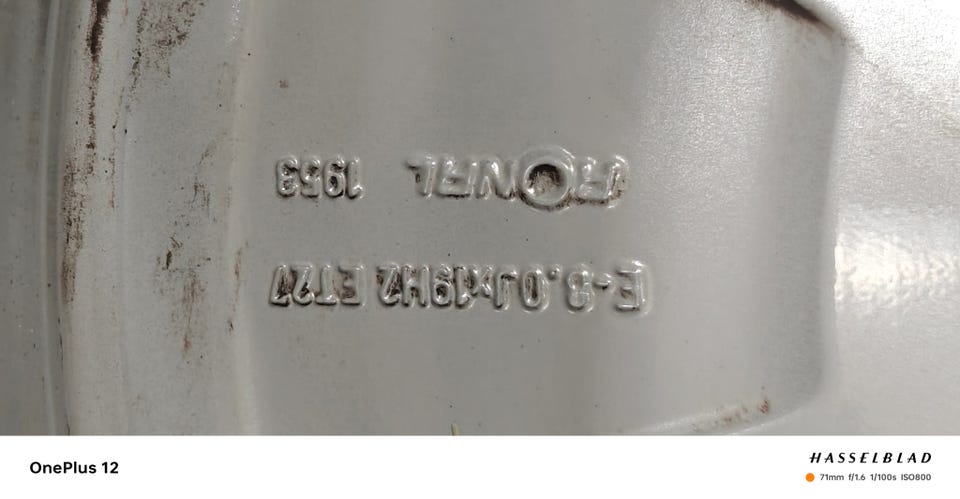 E-8.0Jx19H2 ET27
RONAL 1953
OnePlus 12
HASSELBLAD
71mm f/1.6 1/100s ISO800